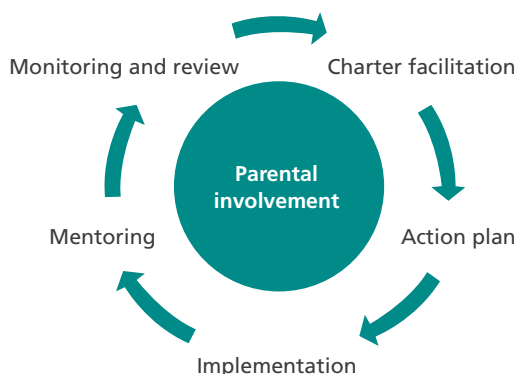 Monitoring and review
Charter facilitation
Parental
involvement
Mentoring
Action plan
Implementation